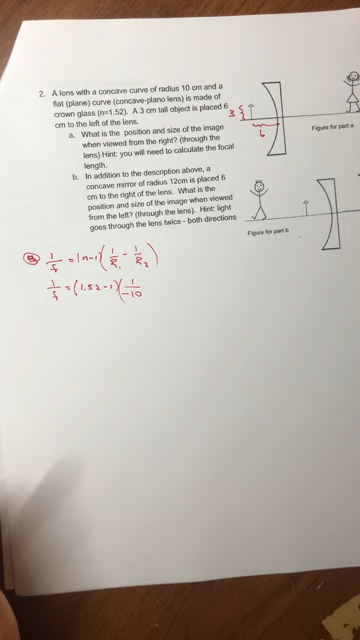 2. A lens with a concave curve of radius 10 cm and a
flat (plane) curve (concave-plano lens) is made of
crown glass (n=1.52). A 3 cm tall object is placed 6
cm to the left of the lens.
a. What is the position and size of the image
when viewed from the right? (through the
lens) Hint: you will need to calculate the focal
length.
b. In addition to the description above, a
concave mirror of radius 12cm is placed 6
cm to the right of the lens. What is the
position and size of the image when viewed
from the left? (through the lens). Hint: light
goes through the lens twice - both directions
3
6
Figure for part a
Figure for part b
1/f = (n-1)(1/R₁ - 1/R₂)
1/f = (1.52-1)(1/-10